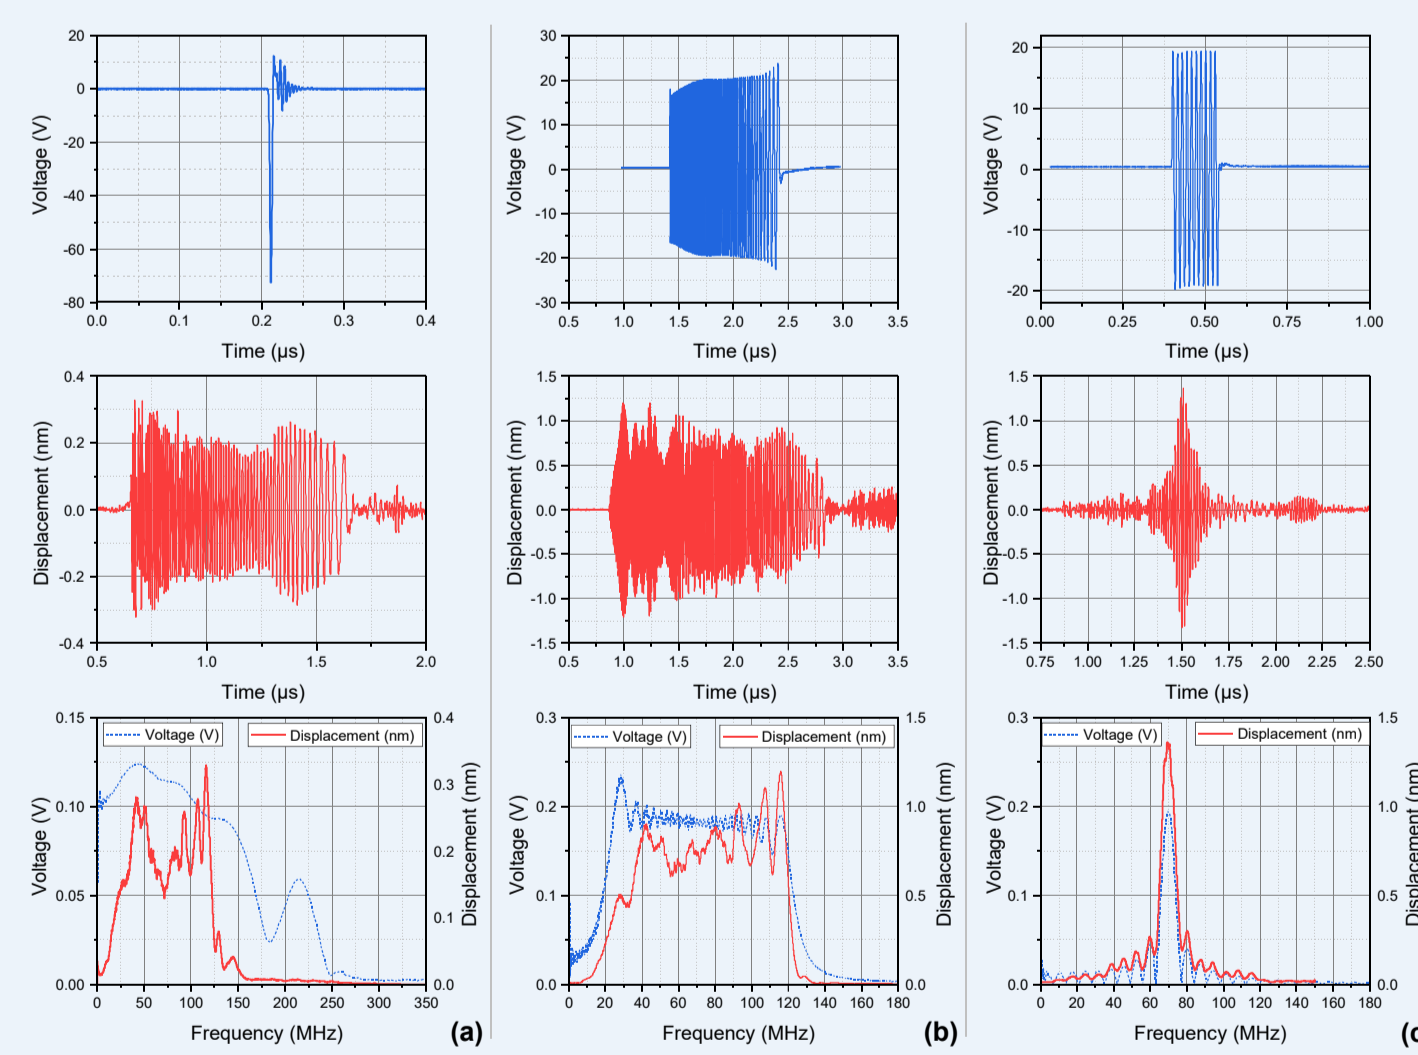 20
0
-20
-40
-60
-80
Voltage (V)
0.0 0.1 0.2 0.3 0.4
Time (µs)
30
20
10
0
-10
-20
-30
Voltage (V)
0.5 1.0 1.5 2.0 2.5 3.0 3.5
Time (µs)
20
10
0
-10
-20
Voltage (V)
0.00 0.25 0.50 0.75 1.00
Time (µs)
0.4
0.2
0.0
-0.2
-0.4
Displacement (nm)
0.5 1.0 1.5 2.0
Time (µs)
1.5
1.0
0.5
0.0
-0.5
-1.0
-1.5
Displacement (nm)
0.5 1.0 1.5 2.0 2.5 3.0 3.5
Time (µs)
1.5
1.0
0.5
0.0
-0.5
-1.0
-1.5
Displacement (nm)
0.75 1.00 1.25 1.50 1.75 2.00 2.25 2.50
Time (µs)
0.15
0.10
0.05
0.00
Voltage (V)
Voltage (V) Displacement (nm)
0.4
0.3
0.2
0.1
0.0
Displacement (nm)
0 50 100 150 200 250 300 350
Frequency (MHz)
(a)
0.3
0.2
0.1
0.0
Voltage (V)
Voltage (V) Displacement (nm)
1.5
1.0
0.5
0.0
Displacement (nm)
0 20 40 60 80 100 120 140 160 180
Frequency (MHz)
(b)
0.3
0.2
0.1
0.0
Voltage (V)
Voltage (V) Displacement (nm)
1.5
1.0
0.5
0.0
0 20 40 60 80 100 120 140 160 180
Frequency (MHz)